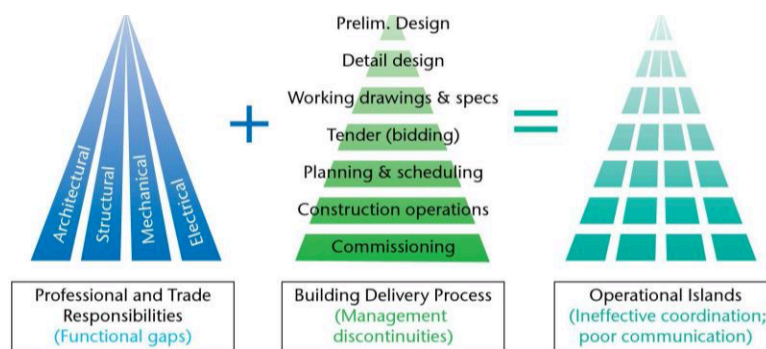 Architectural
Structural
Mechanical
Electrical
Professional and Trade
Responsibilities
(Functional gaps)
+
Prelim. Design
Detail design
Working drawings & specs
Tender (bidding)
Planning & scheduling
Construction operations
Commissioning
Building Delivery Process
(Management
discontinuities)
=
Operational Islands
(Ineffective coordination;
poor communication)